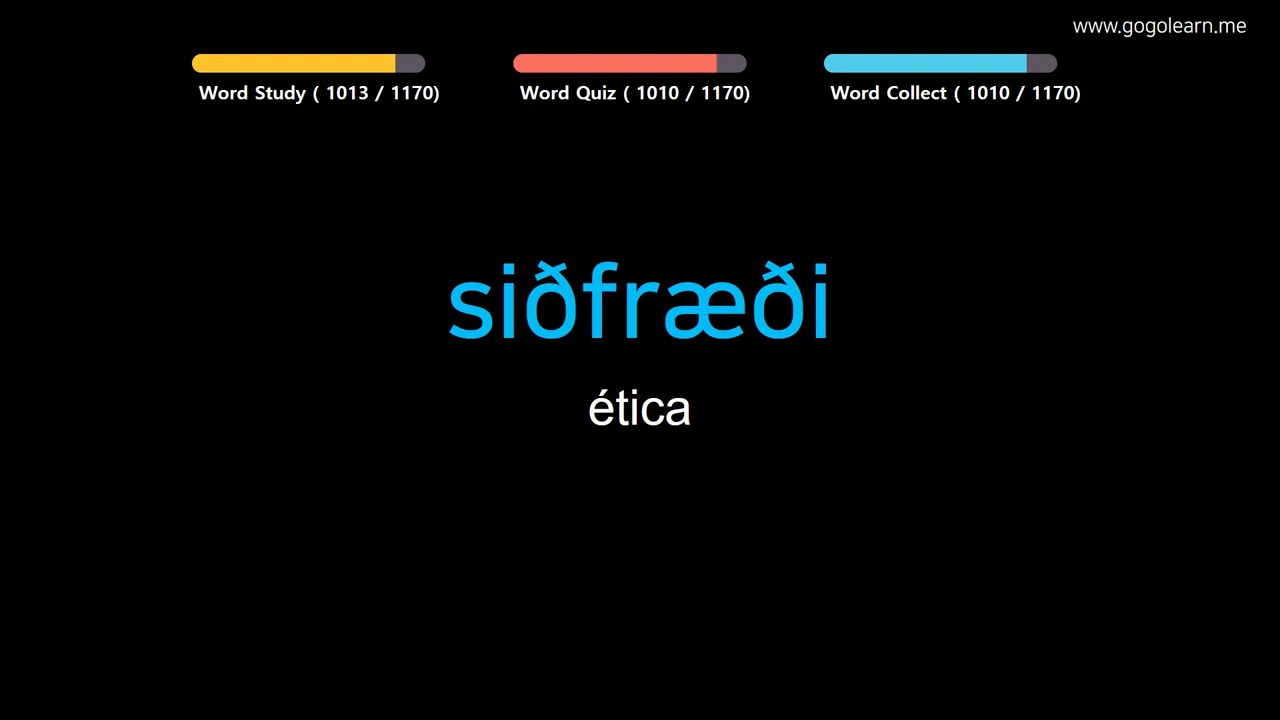 www.gogolearn.me
Word Study ( 1013 / 1170)
Word Quiz ( 1010 / 1170)
Word Collect ( 1010 / 1170)
siðfræði
ética